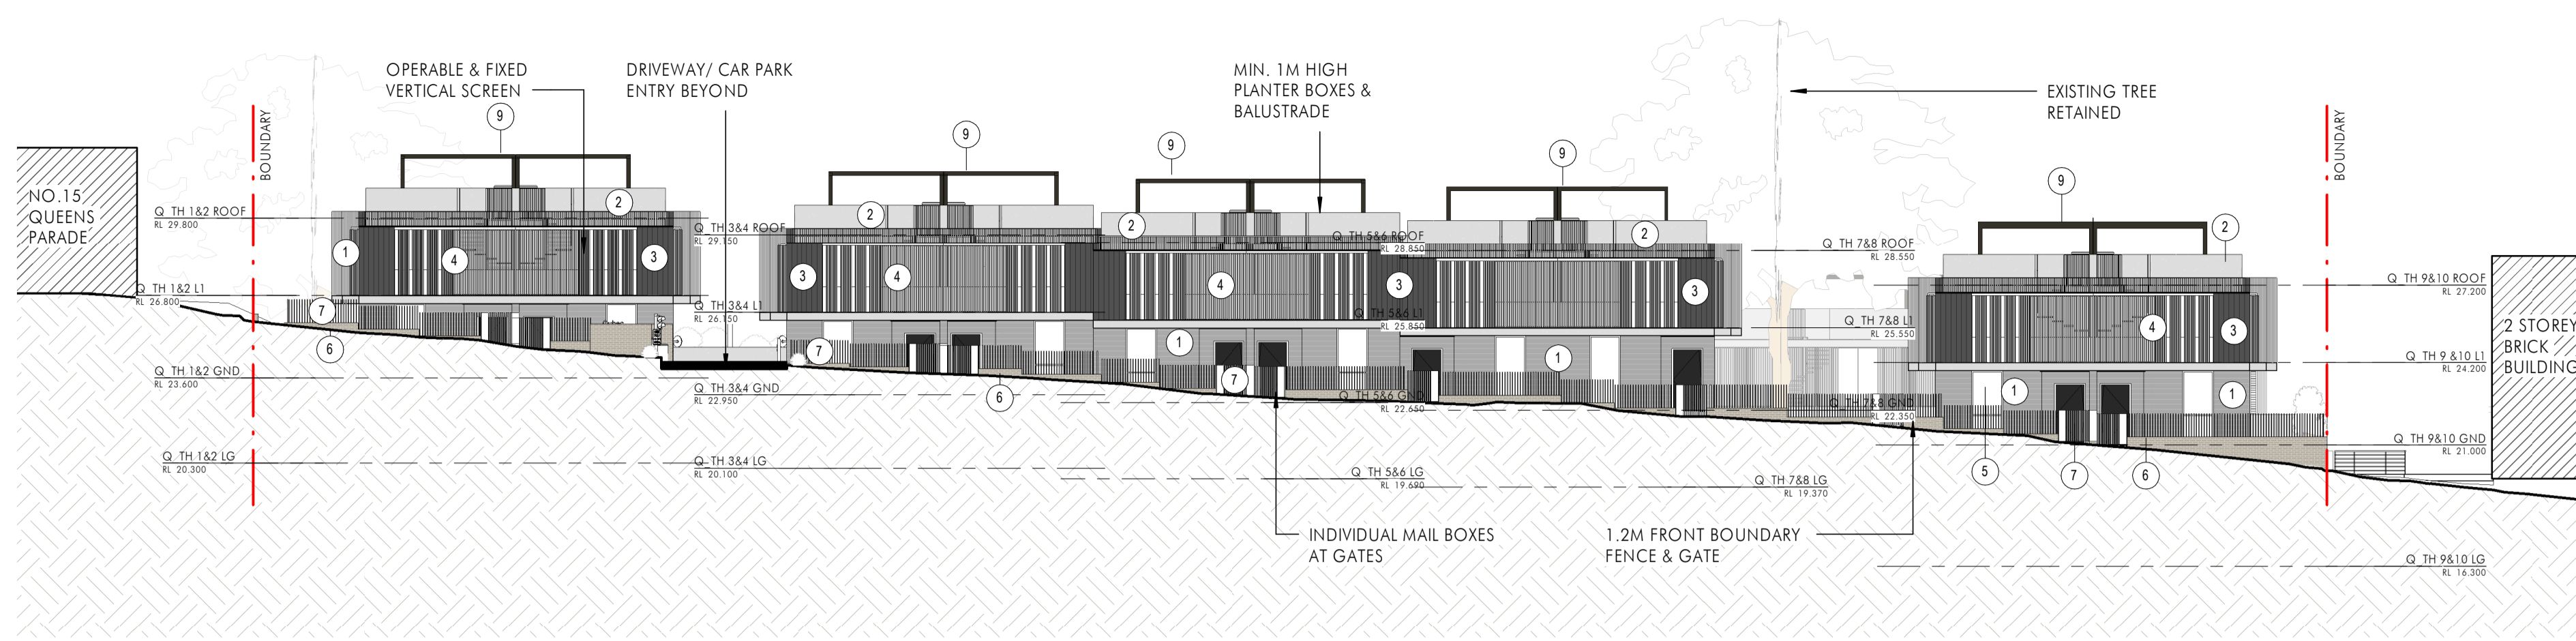 OPERABLE & FIXED
VERTICAL SCREEN
DRIVEWAY/ CAR PARK
ENTRY BEYOND
MIN. 1M HIGH
PLANTER BOXES &
BALUSTRADE
EXISTING TREE
RETAINED
BOUNDARY
BOUNDARY
9
9
9
9
9
NO.15
QUEENS
PARADE
2 STOREY
BRICK
BUILDING
Q TH 1&2 ROOF
RL 29.800
Q TH 1&2 L1
RL 26.800
Q TH 1&2 GND
RL 23.600
Q TH 1&2 LG
RL 20.300
1
4
2
3
7
6
Q TH 3&4 ROOF
RL 29.150
Q TH 3&4 L1
RL 26.150
Q TH 3&4 GND
RL 22.950
Q TH 3&4 LG
RL 20.100
3
2
4
7
6
2
4
3
1
7
Q TH 5&6 ROOF
RL 28.850
Q TH 5&6 L1
RL 25.850
Q TH 5&6 GND
RL 22.650
Q TH 5&6 LG
RL 19.690
2
3
1
Q TH 7&8 ROOF
RL 28.550
Q TH 7&8 L1
RL 25.550
Q TH 7&8 GND
RL 22.350
Q TH 7&8 LG
RL 19.370
2
4
3
1
1
5
7
6
Q TH 9&10 ROOF
RL 27.200
Q TH 9 &10 L1
RL 24.200
Q TH 9&10 GND
RL 21.000
Q TH 9&10 LG
RL 16.300
INDIVIDUAL MAIL BOXES
AT GATES
1.2M FRONT BOUNDARY
FENCE & GATE